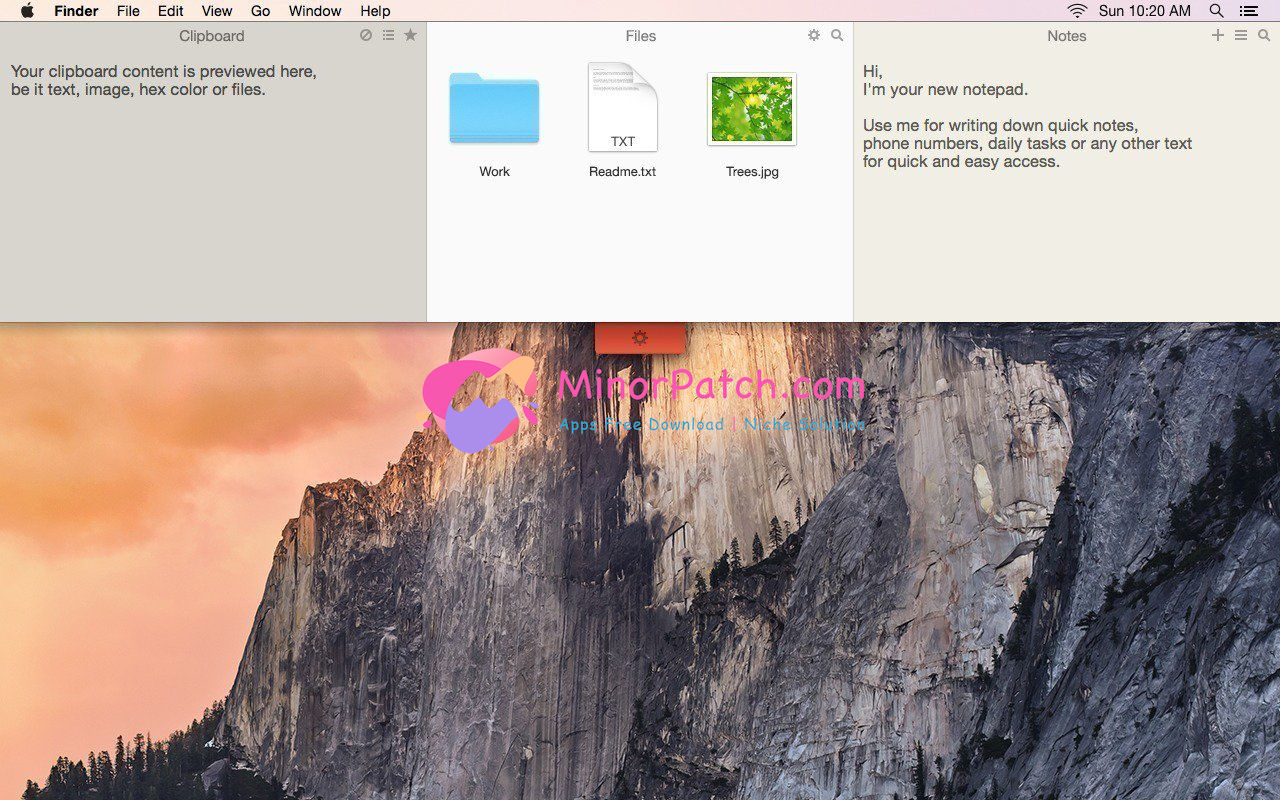 Finder File Edit View Go Window Help Sun 10:20 AM
Clipboard
Your clipboard content is previewed here,
be it text, image, hex color or files.
Files
TXT
Work
Readme.txt
Trees.jpg
Notes
Hi,
I'm your new notepad.
Use me for writing down quick notes,
phone numbers, daily tasks or any other text
for quick and easy access.
MinorPatch.com
Apps Free Download | Niche Solution